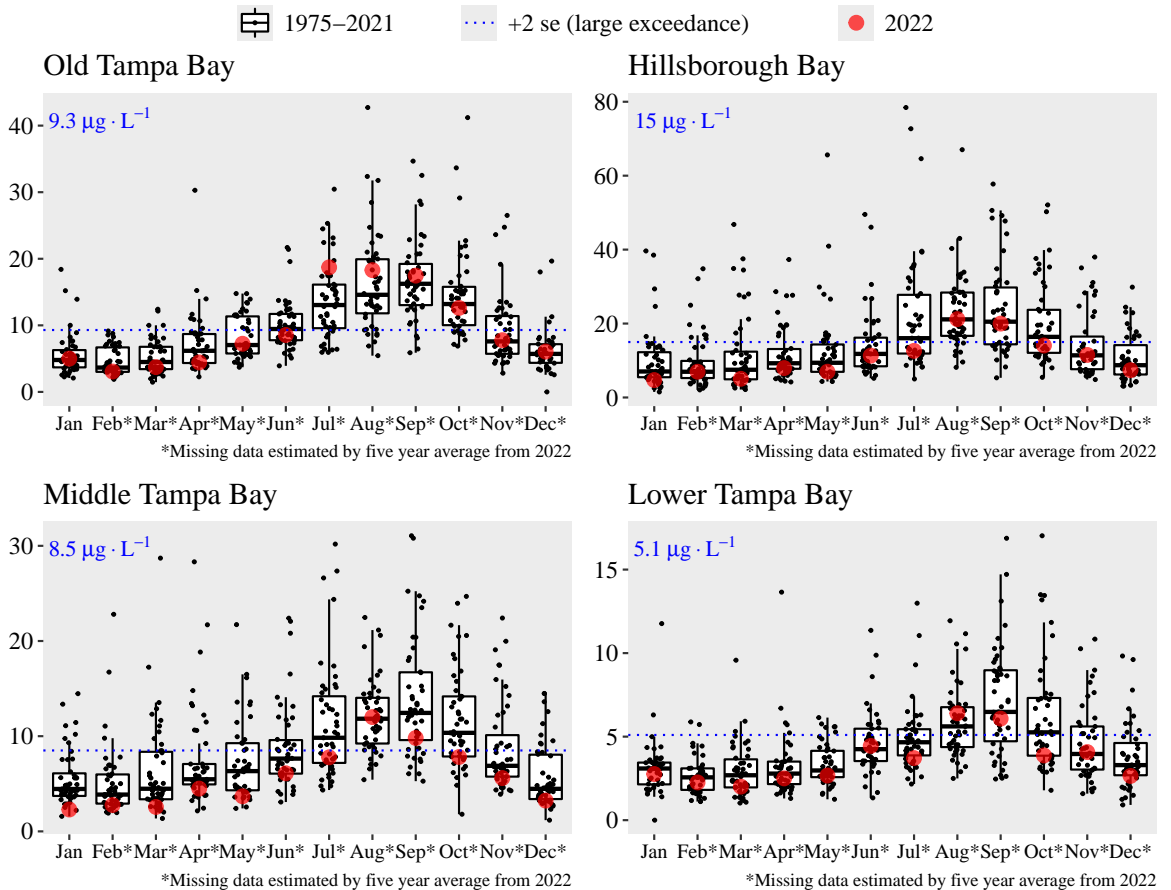 1975–2021 +2 se (large exceedance) 2022
Old Tampa Bay
9.3 μg · L⁻¹
40
30
20
10
0
Jan Feb* Mar* Apr* May* Jun* Jul* Aug* Sep* Oct* Nov* Dec*
*Missing data estimated by five year average from 2022
Hillsborough Bay
15 μg · L⁻¹
80
60
40
20
0
Jan Feb* Mar* Apr* May* Jun* Jul* Aug* Sep* Oct* Nov* Dec*
*Missing data estimated by five year average from 2022
Middle Tampa Bay
8.5 μg · L⁻¹
30
20
10
0
Jan Feb* Mar* Apr* May* Jun* Jul* Aug* Sep* Oct* Nov* Dec*
*Missing data estimated by five year average from 2022
Lower Tampa Bay
5.1 μg · L⁻¹
15
10
5
0
Jan Feb* Mar* Apr* May* Jun* Jul* Aug* Sep* Oct* Nov* Dec*
*Missing data estimated by five year average from 2022